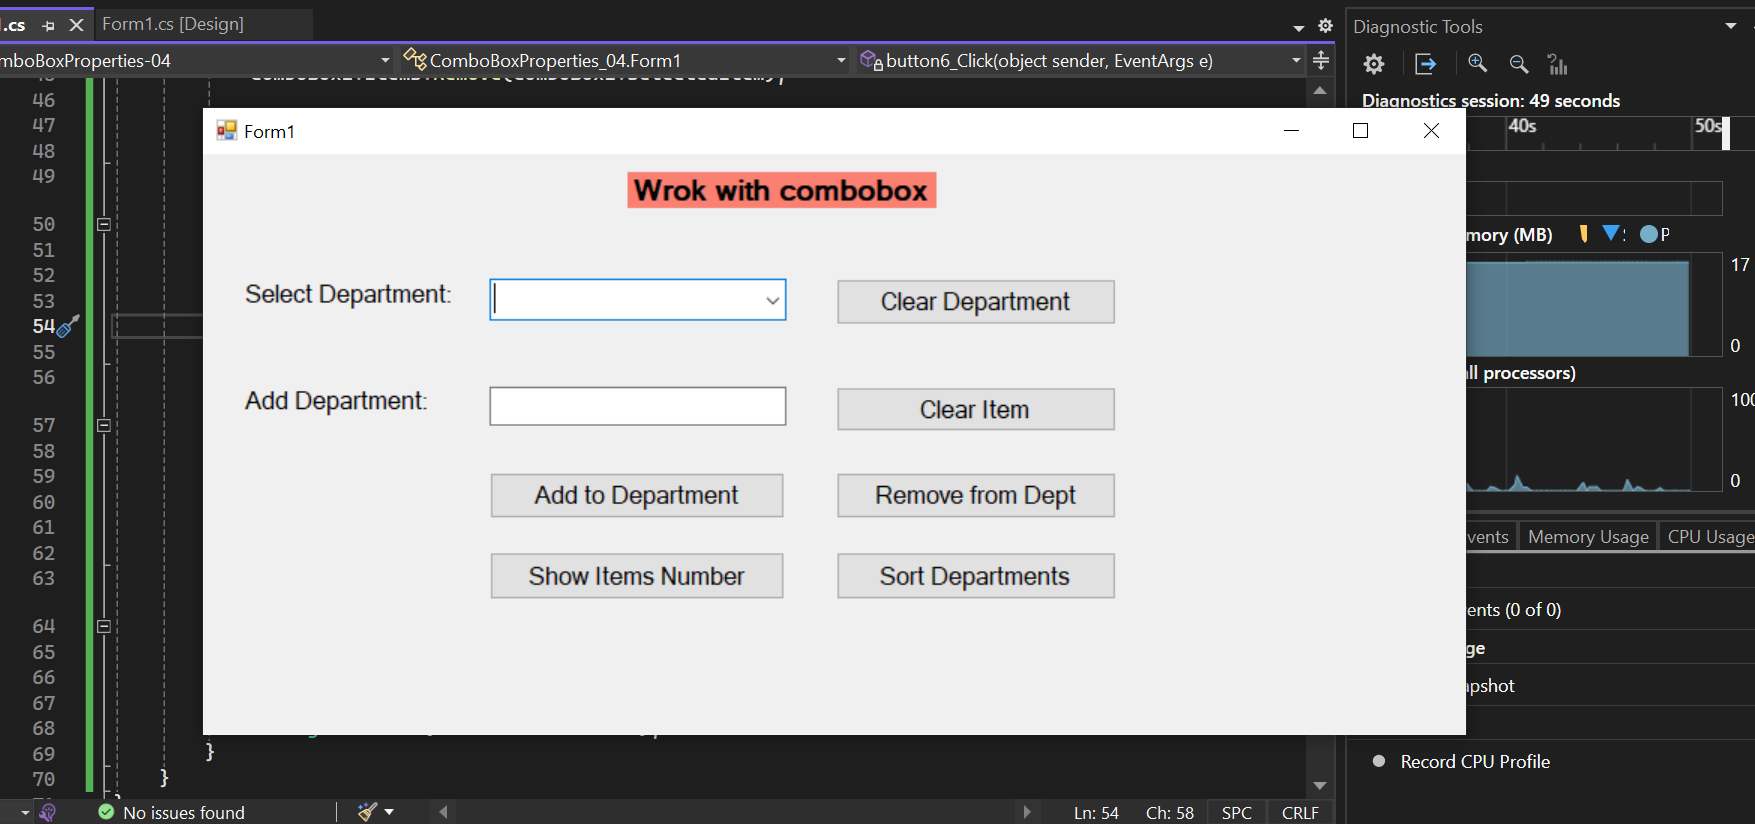 .cs
Form1.cs [Design]
Diagnostic Tools
mboBoxProperties-04
ComboBoxProperties_04.Form1
button6_Click(object sender, EventArgs e)
Diagnostics session: 49 seconds
40s
50s
46
47
48
49
50
51
52
53
54
55
56
57
58
59
60
61
62
63
64
65
66
67
68
69
70
}
}
Form1
Wrok with combobox
Select Department:
Clear Department
Add Department:
Clear Item
Add to Department
Remove from Dept
Show Items Number
Sort Departments
mory (MB)
P
17
0
ll processors)
100
0
vents
Memory Usage
CPU Usage
ents (0 of 0)
ge
apshot
Record CPU Profile
No issues found
Ln: 54
Ch: 58
SPC
CRLF